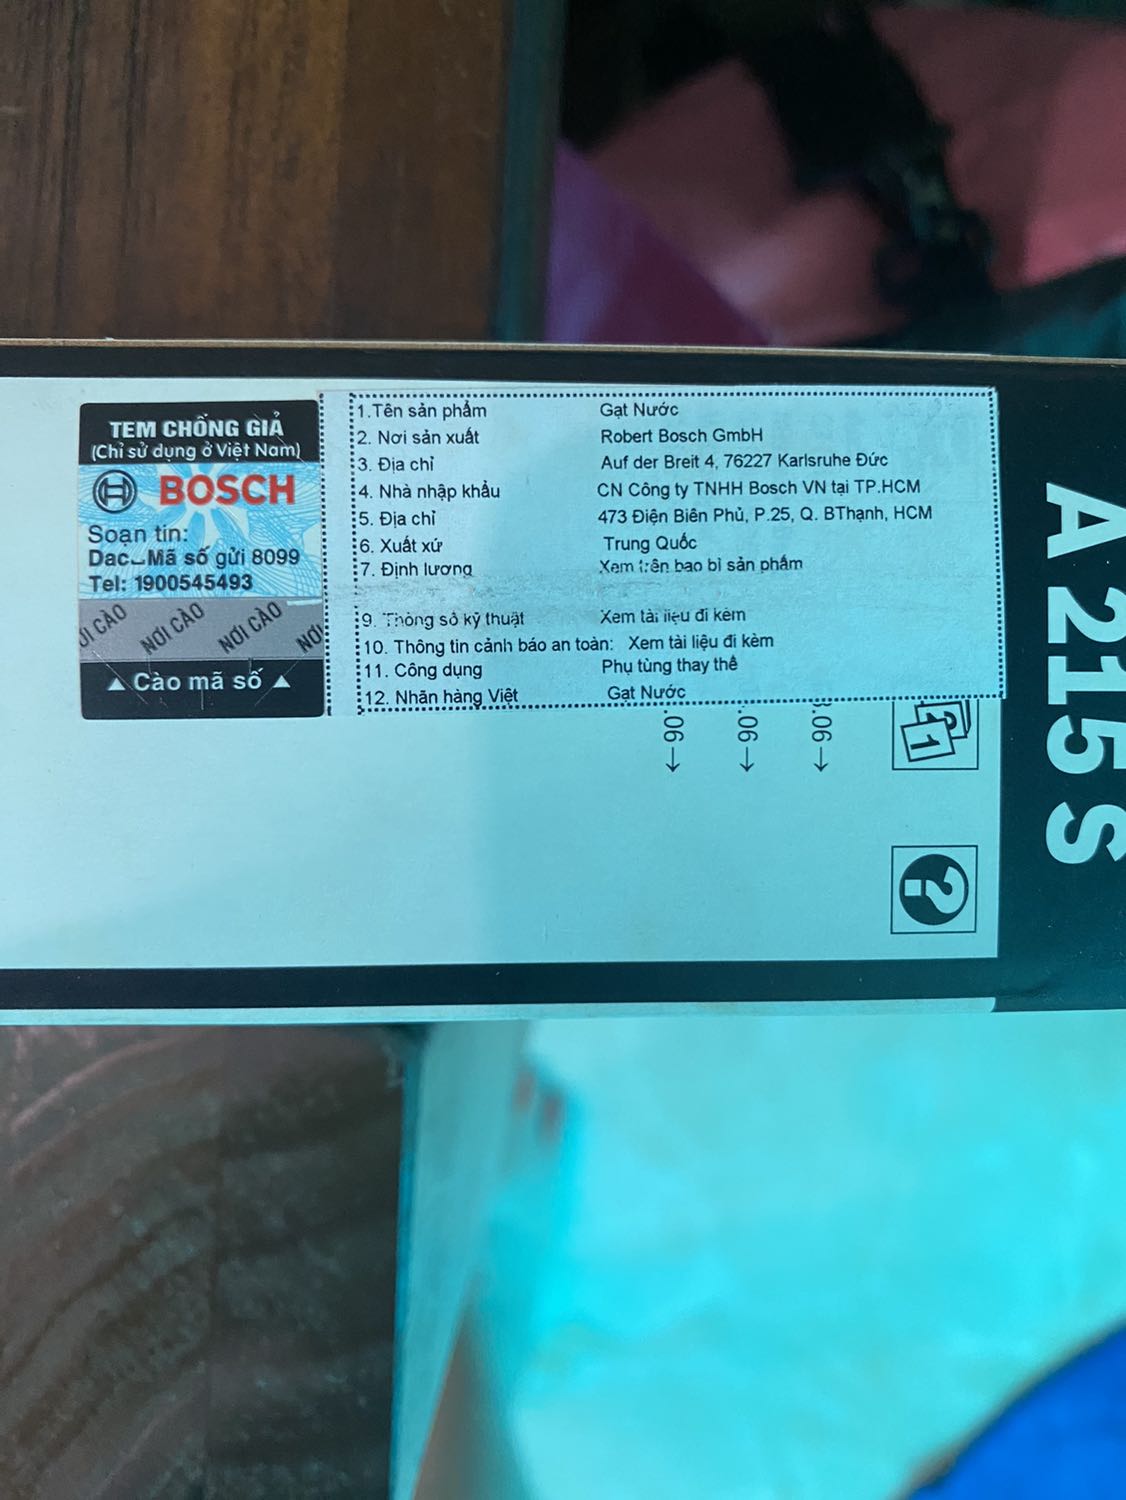 TEM CHỐNG GIẢ
(Chỉ sử dụng ở Việt Nam)
BOSCH
Soạn tin:
Dac Mã số gửi 8099
Tel: 1900545493
NƠI CÀO NƠI CÀO
▲ Cào mã số ▲
1.Tên sản phẩm Gạt Nước
2. Nơi sản xuất Robert Bosch GmbH
3. Địa chỉ Auf der Breit 4, 76227 Karlsruhe Đức
4. Nhà nhập khẩu CN Công ty TNHH Bosch VN tại TP.HCM
5. Địa chỉ 473 Điện Biên Phủ, P.25, Q. BThạnh, HCM
6. Xuất xứ Trung Quốc
7. Định lượng Xem trên bao bì sản phẩm
9. Thông số kỹ thuật Xem tài liệu đi kèm
10. Thông tin cảnh báo an toàn: Xem tài liệu đi kèm
11. Công dụng Phụ tùng thay thế
12. Nhãn hàng Việt Gạt Nước
.06→
.06→
.06→
1
?
A 215 S